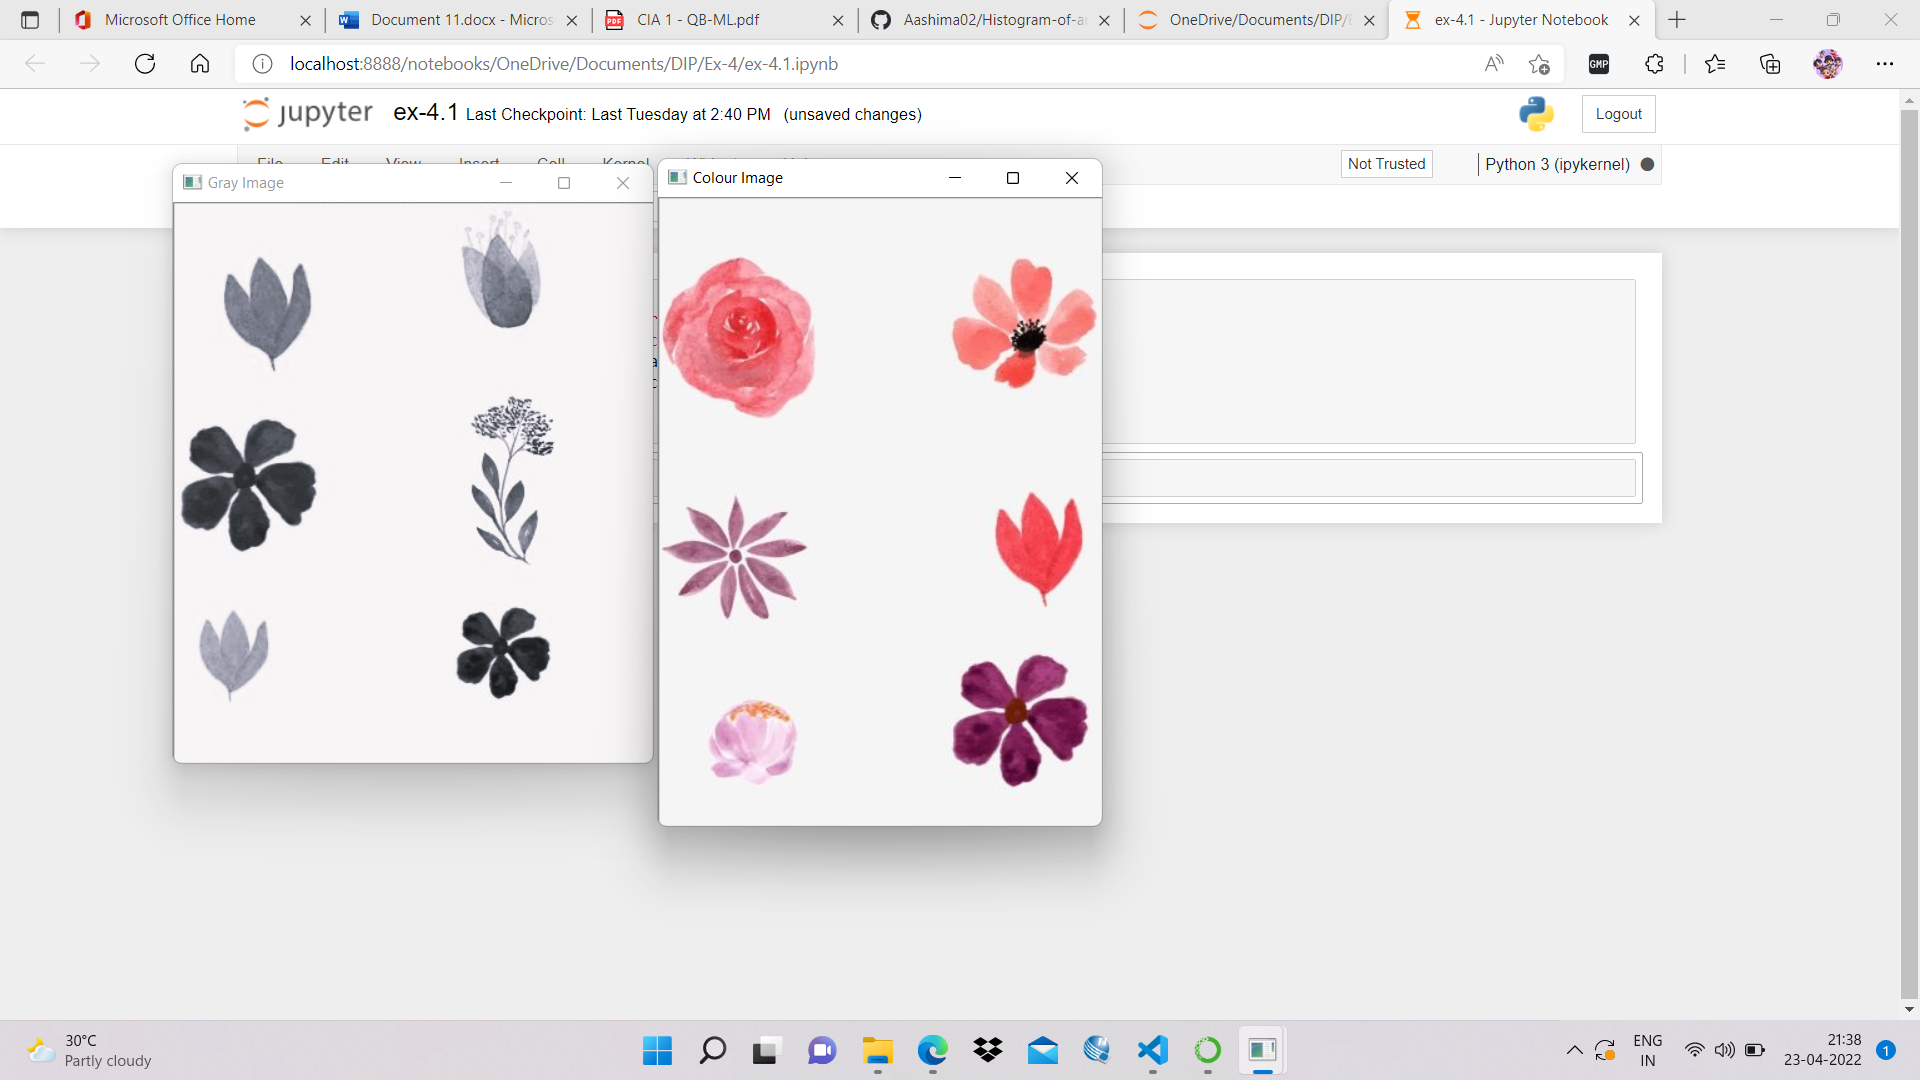 Microsoft Office Home
Document 11.docx - Micros
CIA 1 - QB-ML.pdf
Aashima02/Histogram-of-a
OneDrive/Documents/DIP/
ex-4.1 - Jupyter Notebook
localhost:8888/notebooks/OneDrive/Documents/DIP/Ex-4/ex-4.1.ipynb
GMP
jupyter ex-4.1 Last Checkpoint: Last Tuesday at 2:40 PM (unsaved changes)
Logout
File Edit View Insert Cell Kernel
Not Trusted
Python 3 (ipykernel)
Gray Image
Colour Image
30°C
Partly cloudy
ENG
IN
21:38
23-04-2022
1